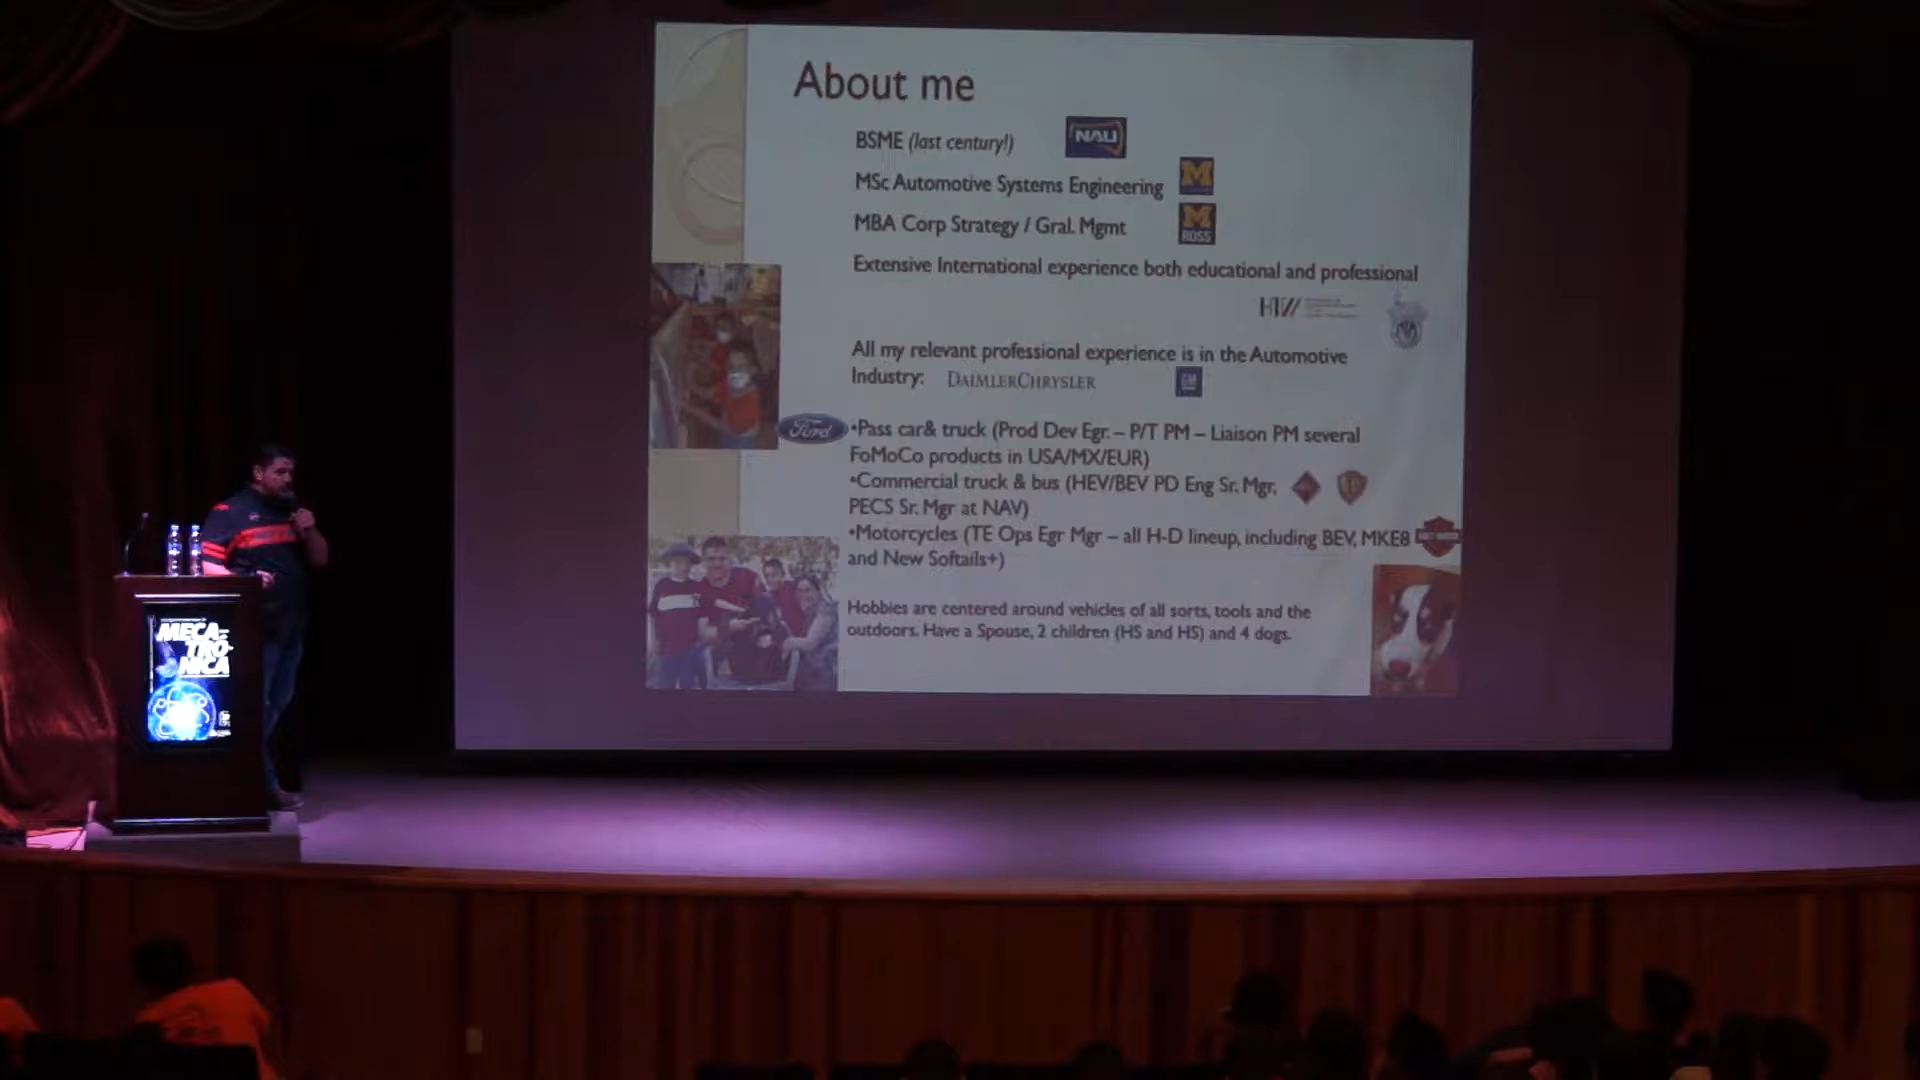 About me
BSME (last century!)
NAU
MSc Automotive Systems Engineering
M
MBA Corp Strategy / Gral. Mgmt
M
ROSS
Extensive International experience both educational and professional
All my relevant professional experience is in the Automotive
Industry: DAIMLERCHRYSLER
GM
Ford
•Pass car& truck (Prod Dev Egr. – P/T PM – Liaison PM several
FoMoCo products in USA/MX/EUR)
•Commercial truck & bus (HEV/BEV PD Eng Sr. Mgr,
PECS Sr. Mgr at NAV)
•Motorcycles (TE Ops Egr Mgr – all H-D lineup, including BEV, MKE8
and New Softails+)
Hobbies are centered around vehicles of all sorts, tools and the
outdoors. Have a Spouse, 2 children (HS and HS) and 4 dogs.
MECA-
TRO-
NICA